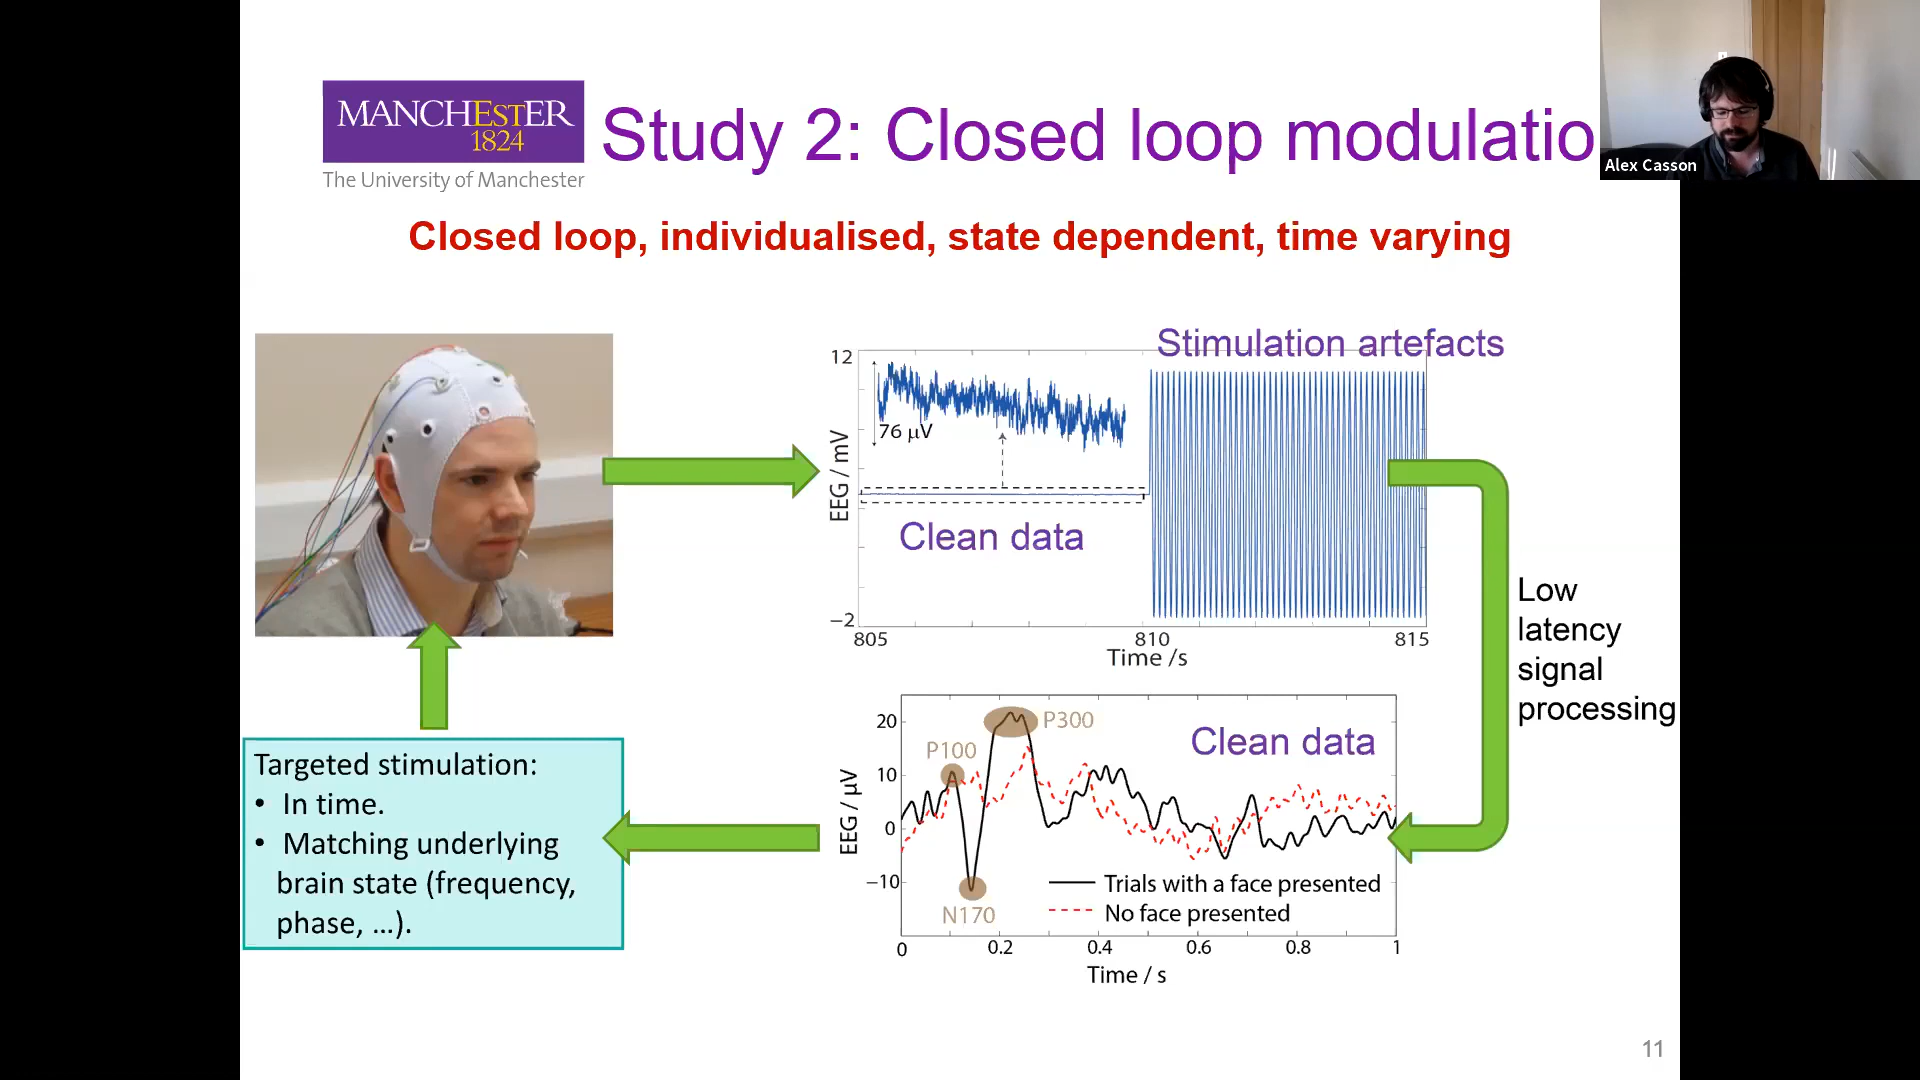 MANCHESTER
1824
The University of Manchester
Study 2: Closed loop modulatio
Alex Casson
Closed loop, individualised, state dependent, time varying
Stimulation artefacts
12
76 µV
EEG / mV
Clean data
−2
805
810
815
Time /s
Low
latency
signal
processing
20
P300
P100
Clean data
10
EEG / µV
0
−10
Trials with a face presented
N170
No face presented
0
0.2
0.4
0.6
0.8
1
Time / s
Targeted stimulation:
• In time.
• Matching underlying
brain state (frequency,
phase, ...).
11